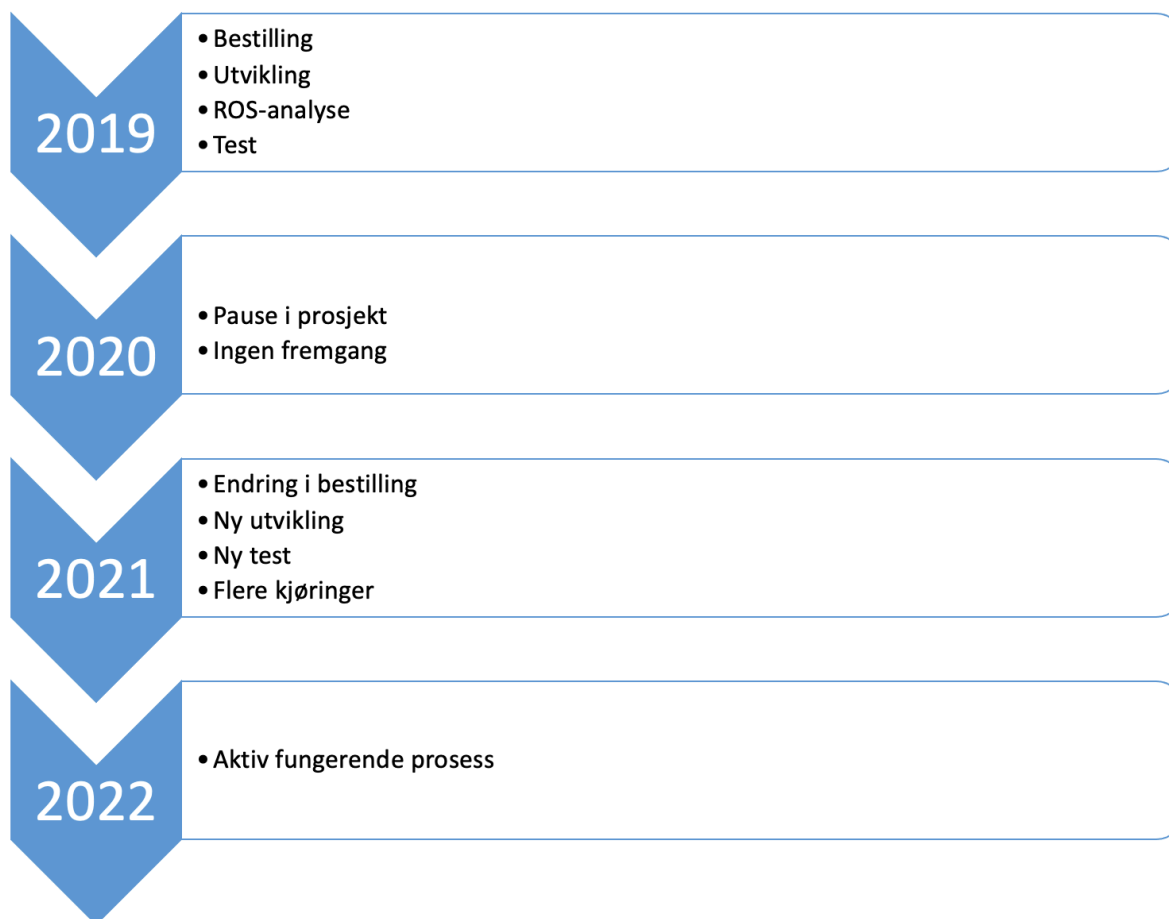 2019
• Bestilling
• Utvikling
• ROS-analyse
• Test
2020
• Pause i prosjekt
• Ingen fremgang
2021
• Endring i bestilling
• Ny utvikling
• Ny test
• Flere kjøringer
2022
• Aktiv fungerende prosess